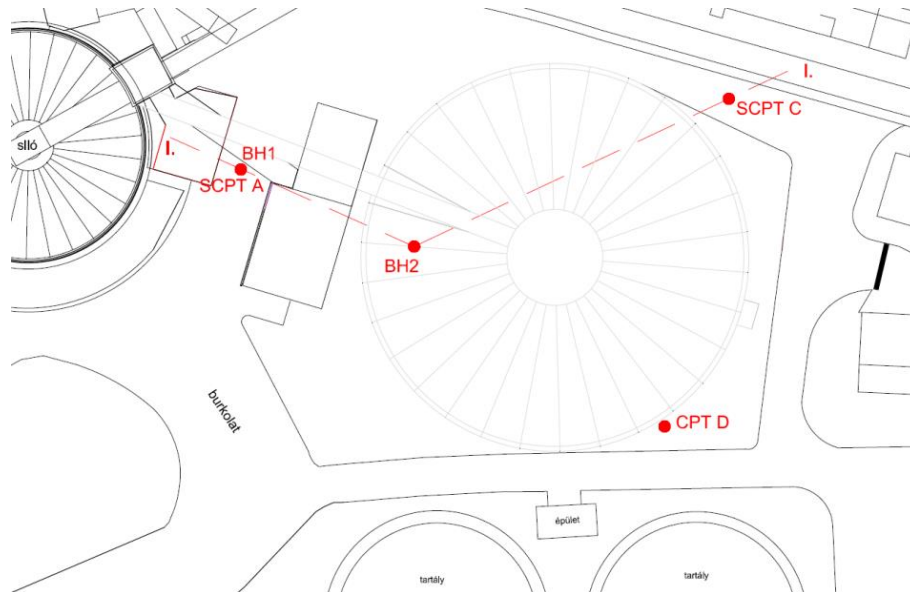 I.
SCPT C
sIló
I.
BH1
SCPT A
BH2
burkolat
CPT D
épület
tartály
tartály